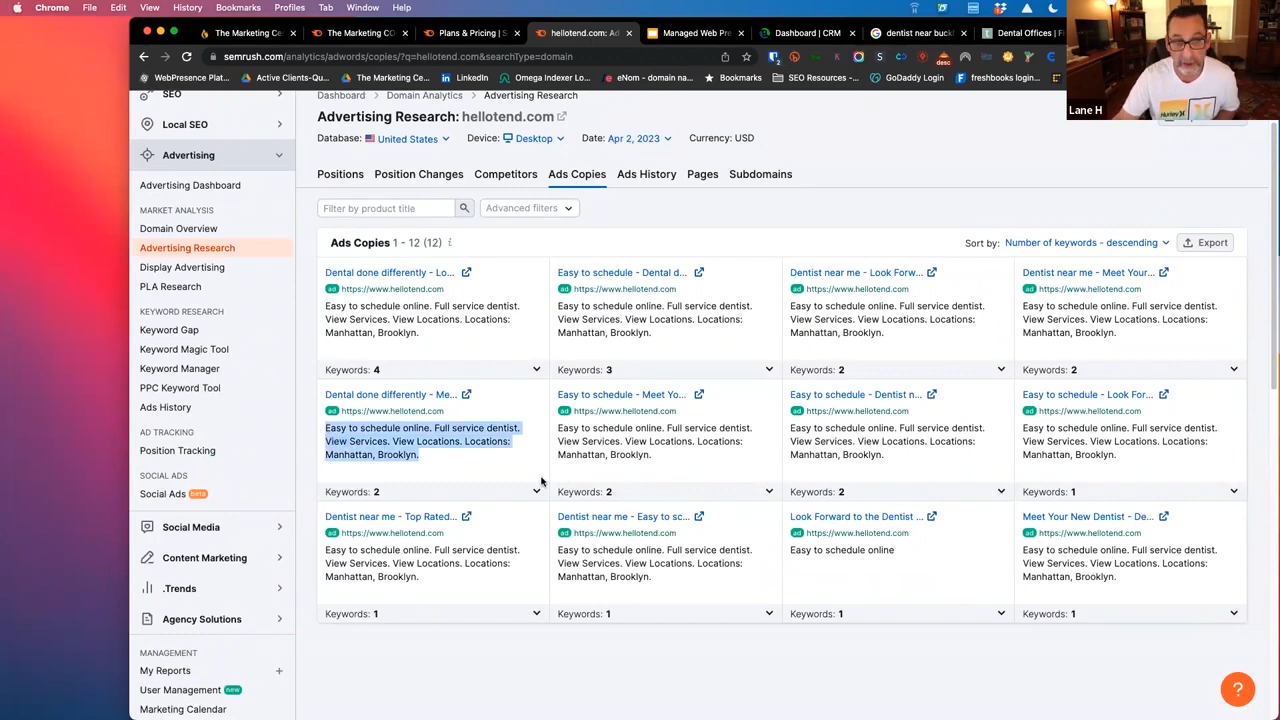 Chrome File Edit View History Bookmarks Profiles Tab Window Help
The Marketing Ce
The Marketing CO
Plans & Pricing | S
hellotend.com: Ad
Managed Web Pre
Dashboard | CRM
dentist near buck
Dental Offices | Fi
semrush.com/analytics/adwords/copies/?q=hellotend.com&searchType=domain
WebPresence Plat...
Active Clients-Qu...
The Marketing Ce...
LinkedIn
Omega Indexer Lo...
eNom - domain na...
Bookmarks
SEO Resources -...
GoDaddy Login
freshbooks login...
Lane H
SEO
Local SEO
Advertising
Advertising Dashboard
MARKET ANALYSIS
Domain Overview
Advertising Research
Display Advertising
PLA Research
KEYWORD RESEARCH
Keyword Gap
Keyword Magic Tool
Keyword Manager
PPC Keyword Tool
Ads History
AD TRACKING
Position Tracking
SOCIAL ADS
Social Ads beta
Social Media
Content Marketing
.Trends
Agency Solutions
MANAGEMENT
My Reports +
User Management new
Marketing Calendar
Dashboard Domain Analytics Advertising Research
Advertising Research: hellotend.com
Database: United States Device: Desktop Date: Apr 2, 2023 Currency: USD
Positions Position Changes Competitors Ads Copies Ads History Pages Subdomains
Filter by product title Advanced filters
Ads Copies 1 - 12 (12) i
Sort by: Number of keywords - descending Export
Dental done differently - Lo...
ad https://www.hellotend.com
Easy to schedule online. Full service dentist.
View Services. View Locations. Locations:
Manhattan, Brooklyn.
Keywords: 4
Easy to schedule - Dental d...
ad https://www.hellotend.com
Easy to schedule online. Full service dentist.
View Services. View Locations. Locations:
Manhattan, Brooklyn.
Keywords: 3
Dentist near me - Look Forw...
ad https://www.hellotend.com
Easy to schedule online. Full service dentist.
View Services. View Locations. Locations:
Manhattan, Brooklyn.
Keywords: 2
Dentist near me - Meet Your...
ad https://www.hellotend.com
Easy to schedule online. Full service dentist.
View Services. View Locations. Locations:
Manhattan, Brooklyn.
Keywords: 2
Dental done differently - Me...
ad https://www.hellotend.com
Easy to schedule online. Full service dentist.
View Services. View Locations. Locations:
Manhattan, Brooklyn.
Keywords: 2
Easy to schedule - Meet Yo...
ad https://www.hellotend.com
Easy to schedule online. Full service dentist.
View Services. View Locations. Locations:
Manhattan, Brooklyn.
Keywords: 2
Easy to schedule - Dentist n...
ad https://www.hellotend.com
Easy to schedule online. Full service dentist.
View Services. View Locations. Locations:
Manhattan, Brooklyn.
Keywords: 2
Easy to schedule - Look For...
ad https://www.hellotend.com
Easy to schedule online. Full service dentist.
View Services. View Locations. Locations:
Manhattan, Brooklyn.
Keywords: 1
Dentist near me - Top Rated...
ad https://www.hellotend.com
Easy to schedule online. Full service dentist.
View Services. View Locations. Locations:
Manhattan, Brooklyn.
Keywords: 1
Dentist near me - Easy to sc...
ad https://www.hellotend.com
Easy to schedule online. Full service dentist.
View Services. View Locations. Locations:
Manhattan, Brooklyn.
Keywords: 1
Look Forward to the Dentist ...
ad https://www.hellotend.com
Easy to schedule online
Keywords: 1
Meet Your New Dentist - De...
ad https://www.hellotend.com
Easy to schedule online. Full service dentist.
View Services. View Locations. Locations:
Manhattan, Brooklyn.
Keywords: 1
?